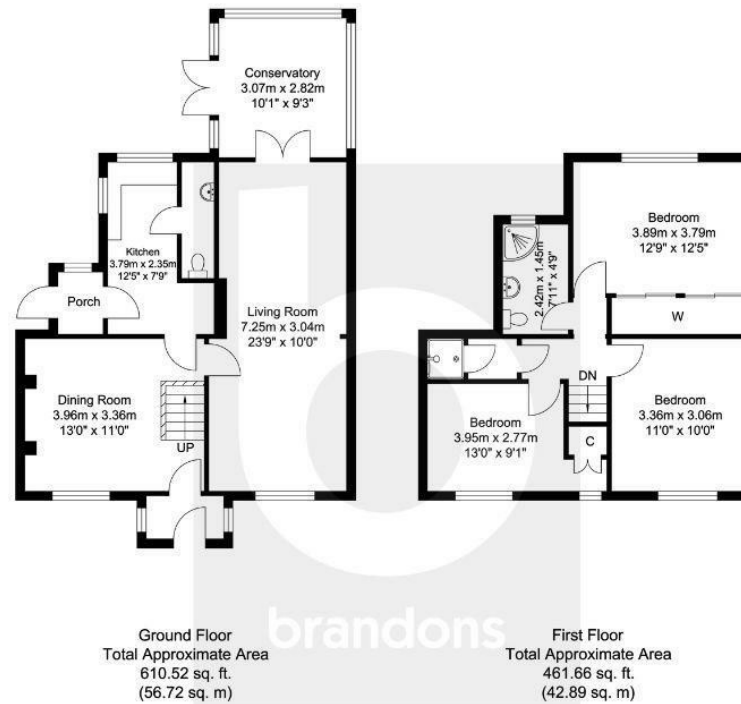 Conservatory
3.07m x 2.82m
10'1" x 9'3"
Kitchen
3.79m x 2.35m
12'5" x 7'9"
Porch
Living Room
7.25m x 3.04m
23'9" x 10'0"
Dining Room
3.96m x 3.36m
13'0" x 11'0"
UP
Bedroom
3.89m x 3.79m
12'9" x 12'5"
2.42m x 1.45m
7'11" x 4'9"
W
DN
Bedroom
3.36m x 3.06m
11'0" x 10'0"
Bedroom
3.95m x 2.77m
13'0" x 9'1"
C
brandons
Ground Floor
Total Approximate Area
610.52 sq. ft.
(56.72 sq. m)
First Floor
Total Approximate Area
461.66 sq. ft.
(42.89 sq. m)